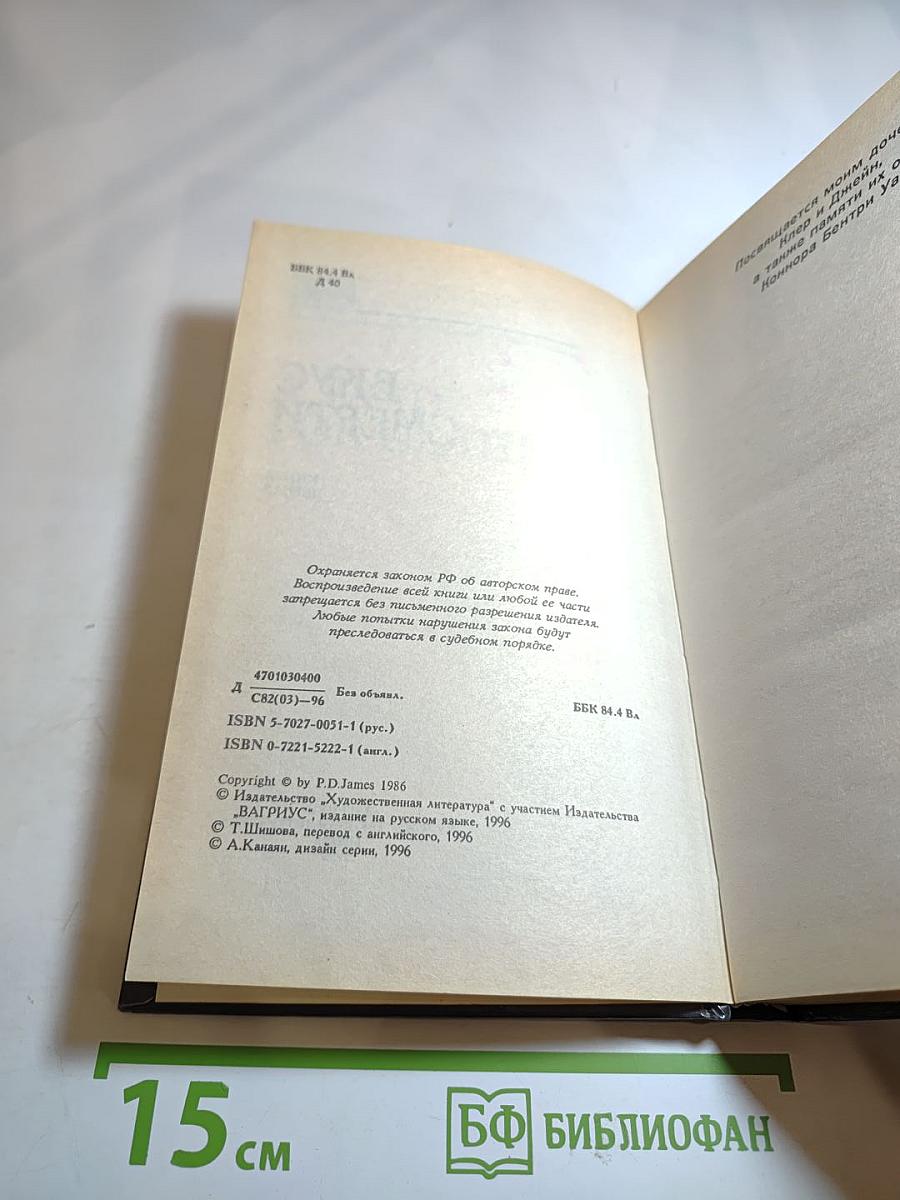 ББК 84.4 Вл
Д 40
Охраняется законом РФ об авторском праве.
Воспроизведение всей книги или любой ее части
запрещается без письменного разрешения издателя.
Любые попытки нарушения закона будут
преследоваться в судебном порядке.
Д 4701030400
С82(03)—96 Без объявл.
ББК 84.4 Вл
ISBN 5-7027-0051-1 (рус.)
ISBN 0-7221-5222-1 (англ.)
Copyright © by P.D.James 1986
© Издательство „Художественная литература" с участием Издательства
„ВАГРИУС", издание на русском языке, 1996
© Т.Шишова, перевод с английского, 1996
© А.Канаян, дизайн серии, 1996
Посвящается моим
Клер и Джейн,
а также памяти их
Коннора Бентри
15 см
БФ БИБЛИОФАН